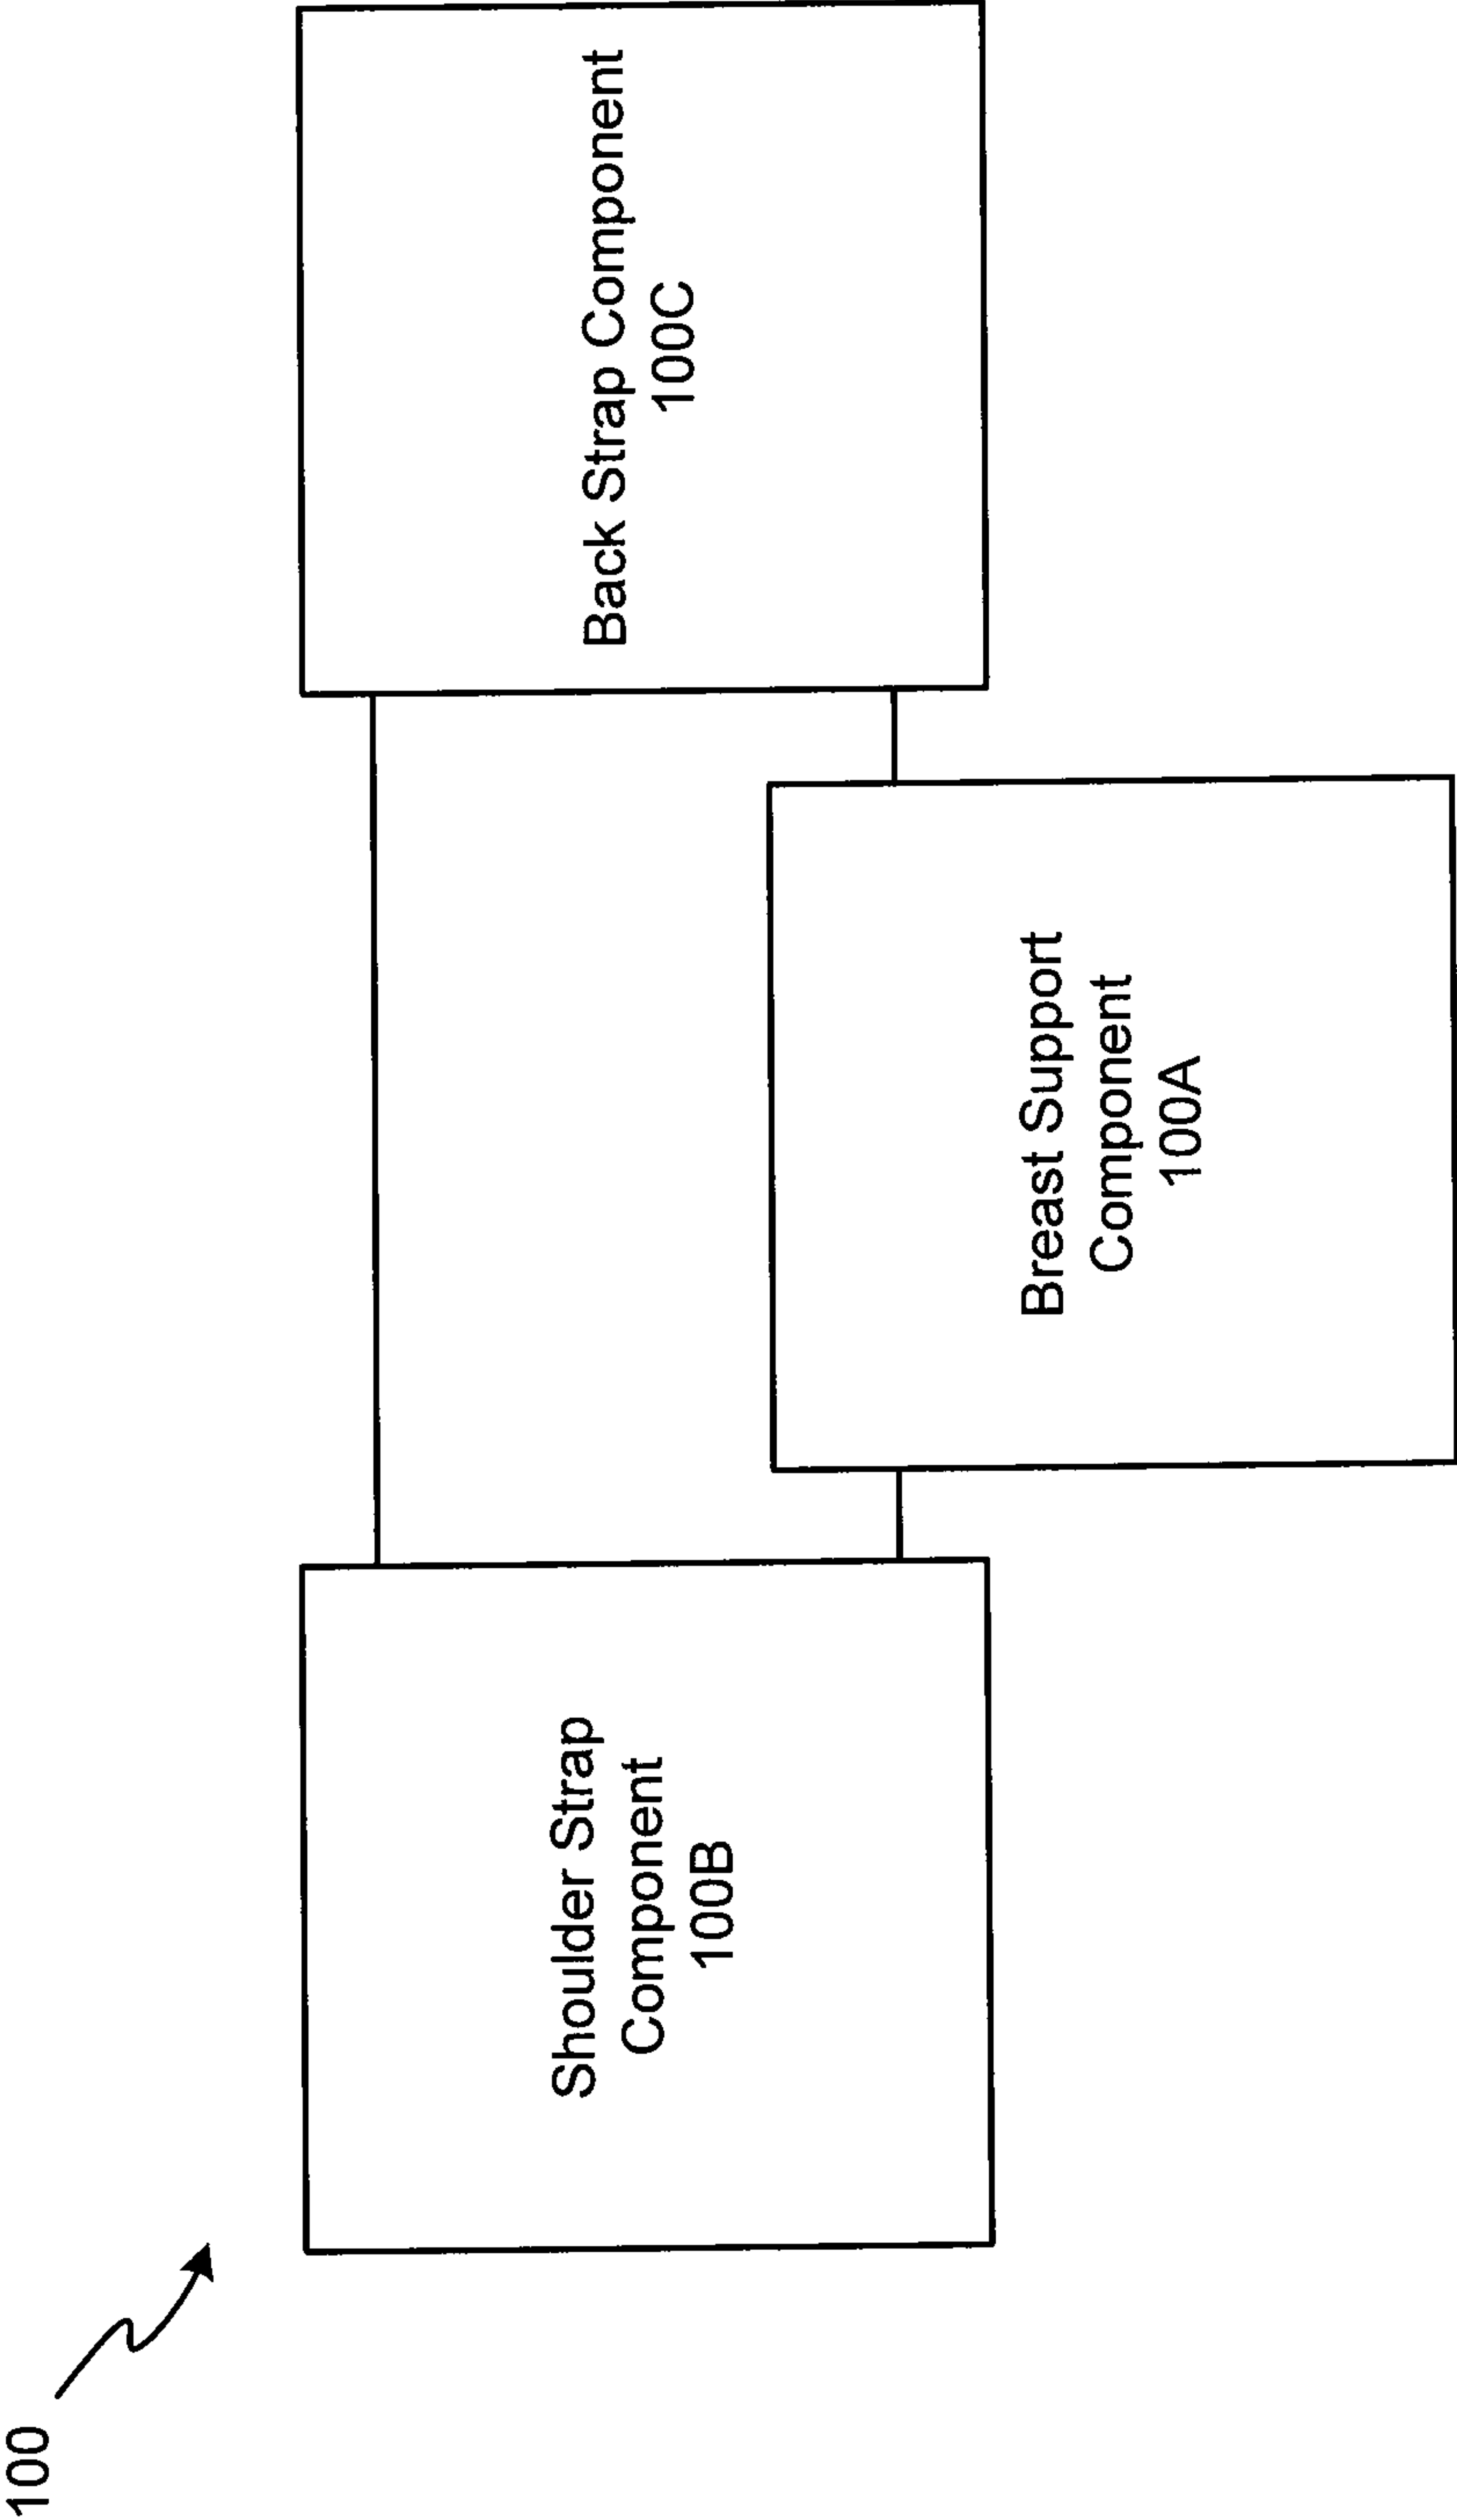 100
Shoulder Strap
Component
100B
Breast Support
Component
100A
Back Strap Component
100C